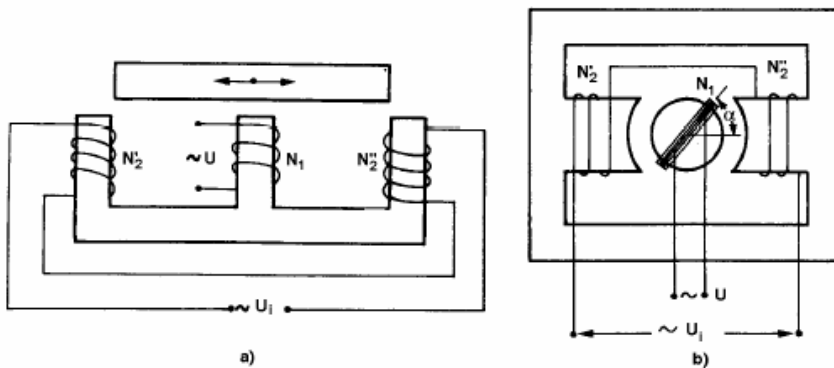 N'₂
~ U
N₁
N"₂
~ Uᵢ
a)
N'₂
N"₂
N₁
α
~ U
~ Uᵢ
b)